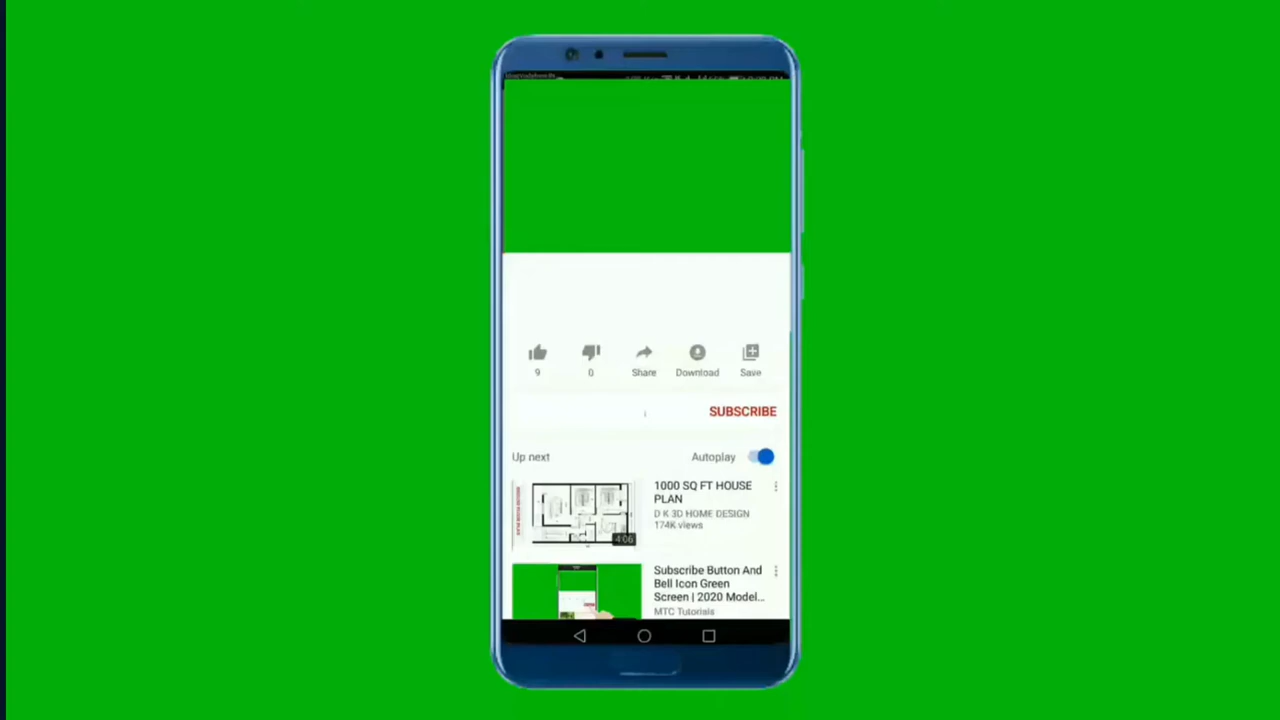 9
0
Share
Download
Save
SUBSCRIBE
Up next
Autoplay
1000 SQ FT HOUSE
PLAN
D K 3D HOME DESIGN
174K views
4:06
Subscribe Button And
Bell Icon Green
Screen | 2020 Model...
MTC Tutorials